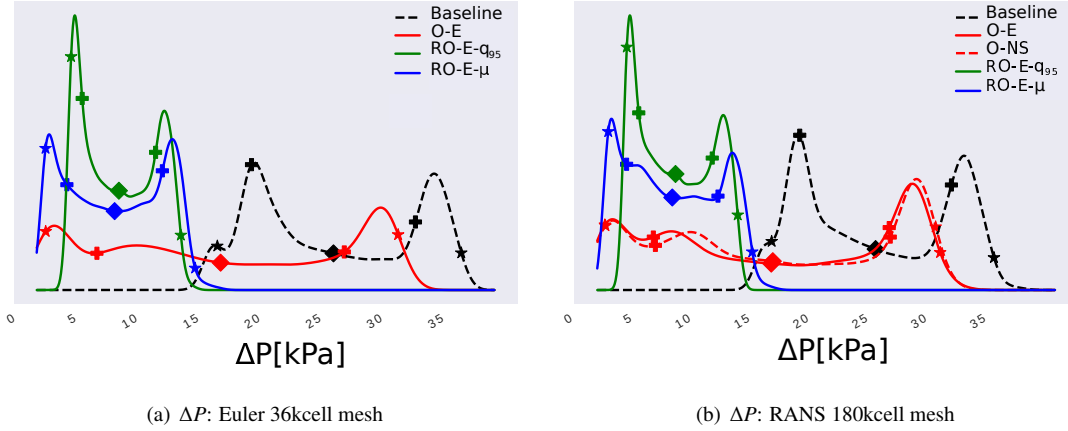 Baseline
O-E
RO-E-q95
RO-E-μ
0 5 10 15 20 25 30 35
ΔP[kPa]
(a) ΔP: Euler 36kcell mesh
Baseline
O-E
O-NS
RO-E-q95
RO-E-μ
0 5 10 15 20 25 30 35
ΔP[kPa]
(b) ΔP: RANS 180kcell mesh